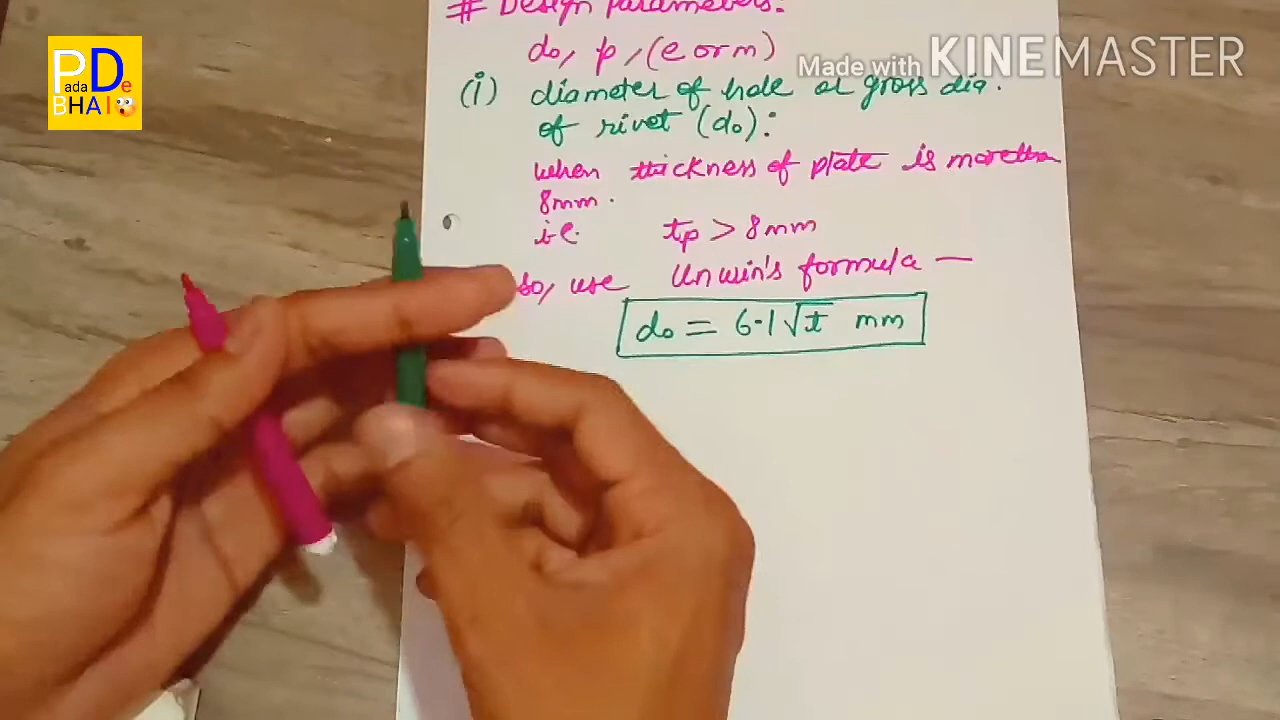 # Design Parameters:
do, p, (e or m)
Made with KINEMASTER
PDe
ada
BHAI
(i) diameter of hole or gross dia.
of rivet (do):
when thickness of plate is more than
8mm.
i.e. tp > 8mm
so, use Unwin's formula —
do = 6.1√t mm